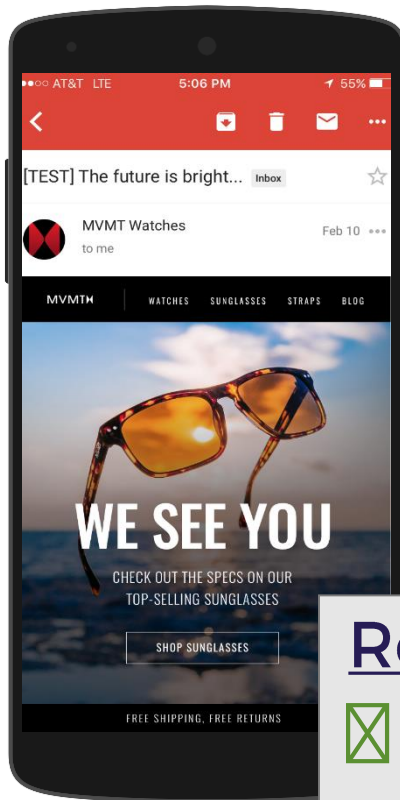 AT&T LTE 5:06 PM 55%
[TEST] The future is bright... Inbox
MVMT Watches
Feb 10
to me
MVMT WATCHES SUNGLASSES STRAPS BLOG
WE SEE YOU
CHECK OUT THE SPECS ON OUR
TOP-SELLING SUNGLASSES
SHOP SUNGLASSES
FREE SHIPPING, FREE RETURNS